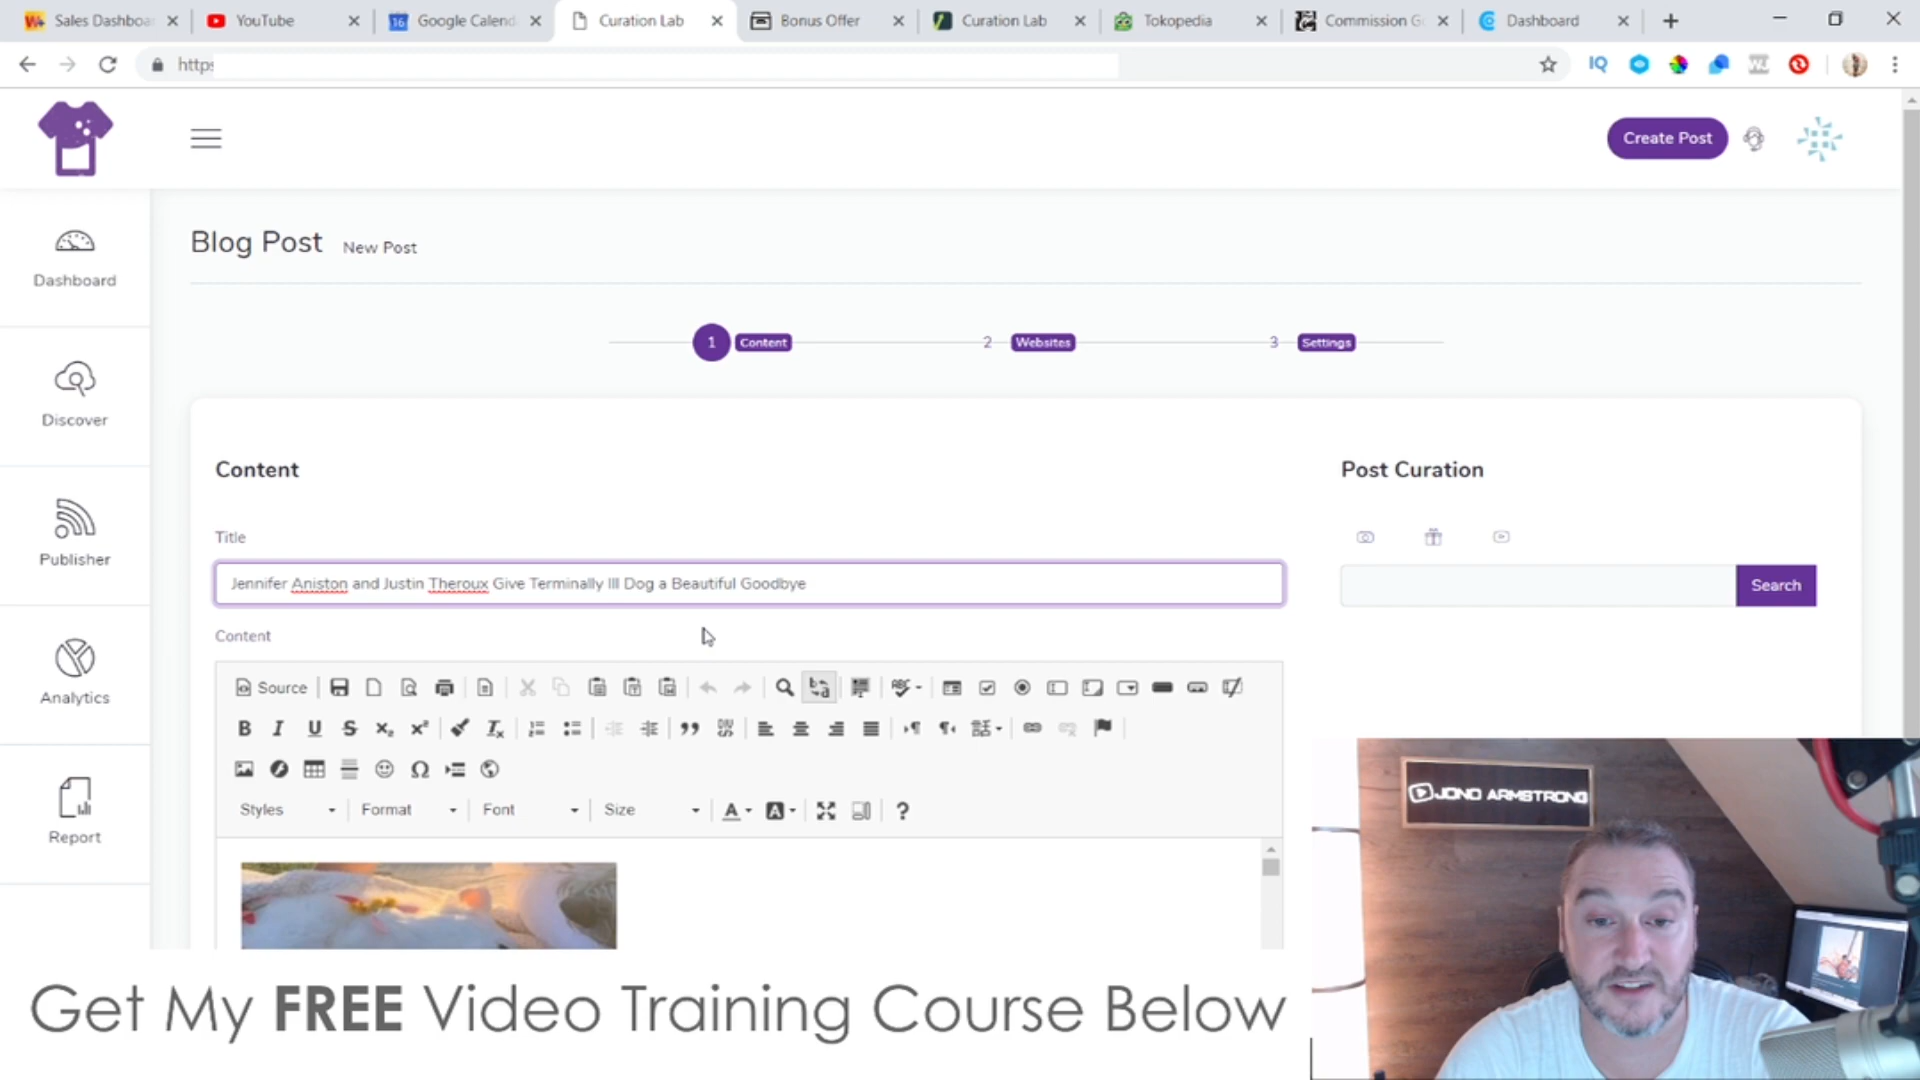 Sales Dashboa YouTube Google Calend Curation Lab Bonus Offer Curation Lab Tokopedia Commission G Dashboard
https
IQ
Create Post
Blog Post New Post
Dashboard
1 Content 2 Websites 3 Settings
Discover
Content Post Curation
Title
Jennifer Aniston and Justin Theroux Give Terminally Ill Dog a Beautiful Goodbye
Search
Content
Publisher
Source
Analytics
Styles Format Font Size
Report
JONO ARMSTRONG
Get My FREE Video Training Course Below